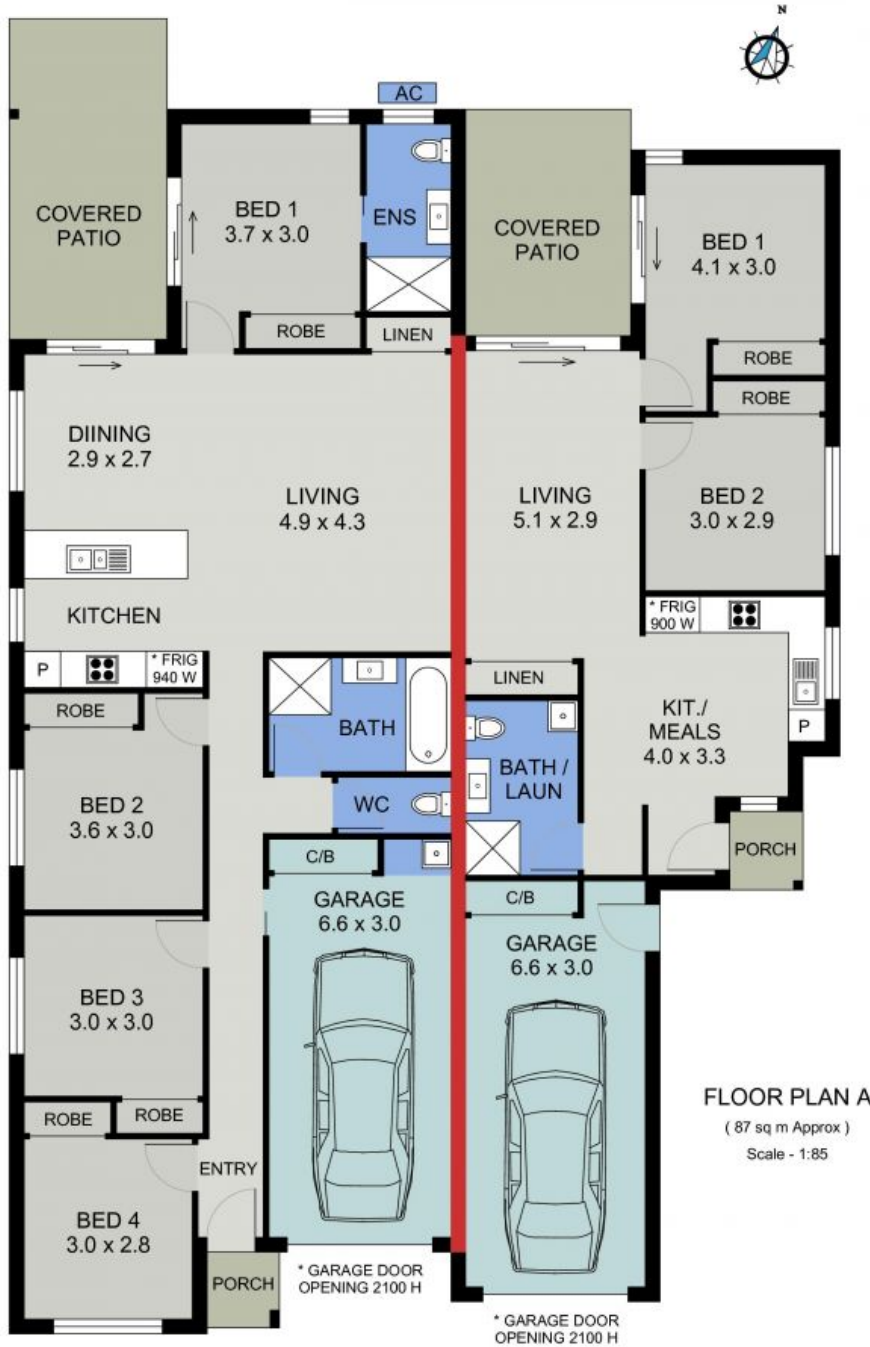 N
AC
COVERED
PATIO
BED 1
3.7 x 3.0
ENS
ROBE
LINEN
COVERED
PATIO
BED 1
4.1 x 3.0
ROBE
ROBE
DIINING
2.9 x 2.7
LIVING
4.9 x 4.3
LIVING
5.1 x 2.9
BED 2
3.0 x 2.9
KITCHEN
P
* FRIG
940 W
* FRIG
900 W
LINEN
KIT./
MEALS
4.0 x 3.3
P
ROBE
BATH
BED 2
3.6 x 3.0
WC
BATH /
LAUN
PORCH
C/B
GARAGE
6.6 x 3.0
C/B
GARAGE
6.6 x 3.0
BED 3
3.0 x 3.0
ROBE
ROBE
ENTRY
BED 4
3.0 x 2.8
PORCH
* GARAGE DOOR
OPENING 2100 H
* GARAGE DOOR
OPENING 2100 H
FLOOR PLAN A
( 87 sq m Approx )
Scale - 1:85